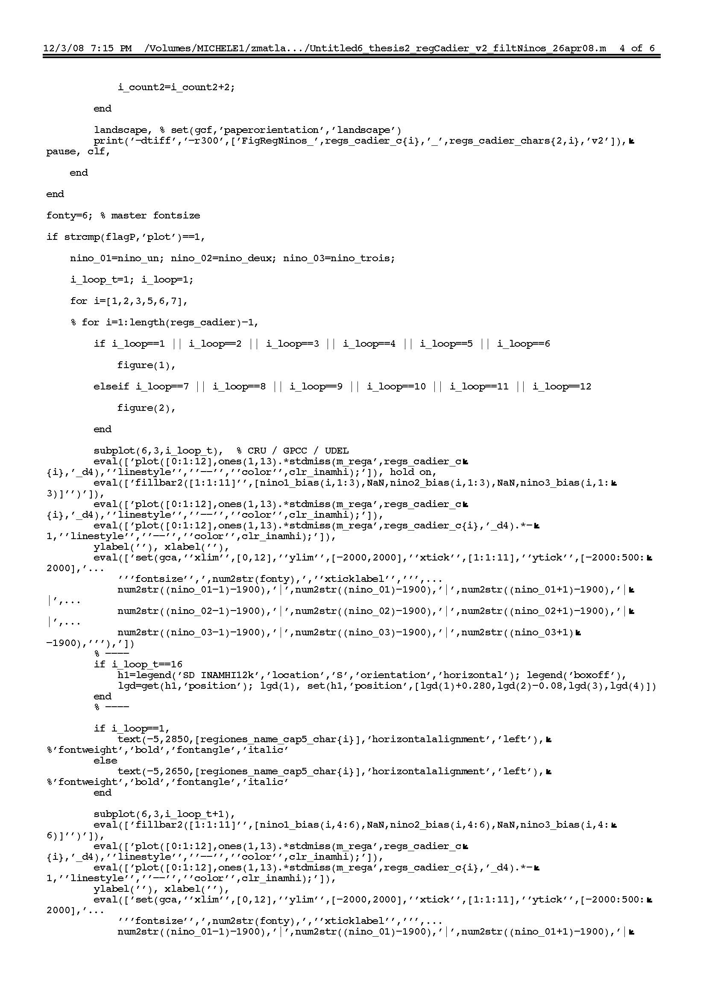 12/3/08 7:15 PM  /Volumes/MICHELE1/zmatla.../Untitled6_thesis2_regCadier_v2_filtNinos_26apr08.m  4 of 6
i_count2=i_count2+2;
end
landscape, % set(gcf,'paperorientation','landscape')
print('-dtiff','-r300',['FigRegNinos_',regs_cadier_c{i},'_',regs_cadier_chars{2,i},'v2']),
pause, clf,
end
end
fonty=6; % master fontsize
if strcmp(flagP,'plot')==1,
nino_01=nino_un; nino_02=nino_deux; nino_03=nino_trois;
i_loop_t=1; i_loop=1;
for i=[1,2,3,5,6,7],
% for i=1:length(regs_cadier)-1,
if i_loop==1 || i_loop==2 || i_loop==3 || i_loop==4 || i_loop==5 || i_loop==6
figure(1),
elseif i_loop==7 || i_loop==8 || i_loop==9 || i_loop==10 || i_loop==11 || i_loop==12
figure(2),
end
subplot(6,3,i_loop_t),  % CRU / GPCC / UDEL
eval(['plot([0:1:12],ones(1,13).*stdmiss(m_rega',regs_cadier_c
{i},'_d4),''linestyle'',''--'',''color'',clr_inamhi);']), hold on,
eval(['fillbar2([1:1:11]'',[nino1_bias(i,1:3),NaN,nino2_bias(i,1:3),NaN,nino3_bias(i,1:
3)]'')']),
eval(['plot([0:1:12],ones(1,13).*stdmiss(m_rega',regs_cadier_c
{i},'_d4),''linestyle'',''--'',''color'',clr_inamhi);']),
eval(['plot([0:1:12],ones(1,13).*stdmiss(m_rega',regs_cadier_c{i},'_d4).*-
1,''linestyle'',''--'',''color'',clr_inamhi);']),
ylabel(''), xlabel(''),
eval(['set(gca,''xlim'',[0,12],''ylim'',[-2000,2000],''xtick'',[1:1:11],''ytick'',[-2000:500:
2000],'...
'''fontsize'',',num2str(fonty),',''xticklabel'',''',...
num2str((nino_01-1)-1900),'|',num2str((nino_01)-1900),'|',num2str((nino_01+1)-1900),'|
|',...
num2str((nino_02-1)-1900),'|',num2str((nino_02)-1900),'|',num2str((nino_02+1)-1900),'|
|',...
num2str((nino_03-1)-1900),'|',num2str((nino_03)-1900),'|',num2str((nino_03+1)
-1900),'''),'])
% ----
if i_loop_t==16
h1=legend('SD INAMHI12k','location','S','orientation','horizontal'); legend('boxoff'),
lgd=get(h1,'position'); lgd(1), set(h1,'position',[lgd(1)+0.280,lgd(2)-0.08,lgd(3),lgd(4)])
end
% ----
if i_loop==1,
text(-5,2850,[regiones_name_cap5_char{i}],'horizontalalignment','left'),
%'fontweight','bold','fontangle','italic'
else
text(-5,2650,[regiones_name_cap5_char{i}],'horizontalalignment','left'),
%'fontweight','bold','fontangle','italic'
end
subplot(6,3,i_loop_t+1),
eval(['fillbar2([1:1:11]'',[nino1_bias(i,4:6),NaN,nino2_bias(i,4:6),NaN,nino3_bias(i,4:
6)]'')']),
eval(['plot([0:1:12],ones(1,13).*stdmiss(m_rega',regs_cadier_c
{i},'_d4),''linestyle'',''--'',''color'',clr_inamhi);']),
eval(['plot([0:1:12],ones(1,13).*stdmiss(m_rega',regs_cadier_c{i},'_d4).*-
1,''linestyle'',''--'',''color'',clr_inamhi);']),
ylabel(''), xlabel(''),
eval(['set(gca,''xlim'',[0,12],''ylim'',[-2000,2000],''xtick'',[1:1:11],''ytick'',[-2000:500:
2000],'...
'''fontsize'',',num2str(fonty),',''xticklabel'',''',...
num2str((nino_01-1)-1900),'|',num2str((nino_01)-1900),'|',num2str((nino_01+1)-1900),'|